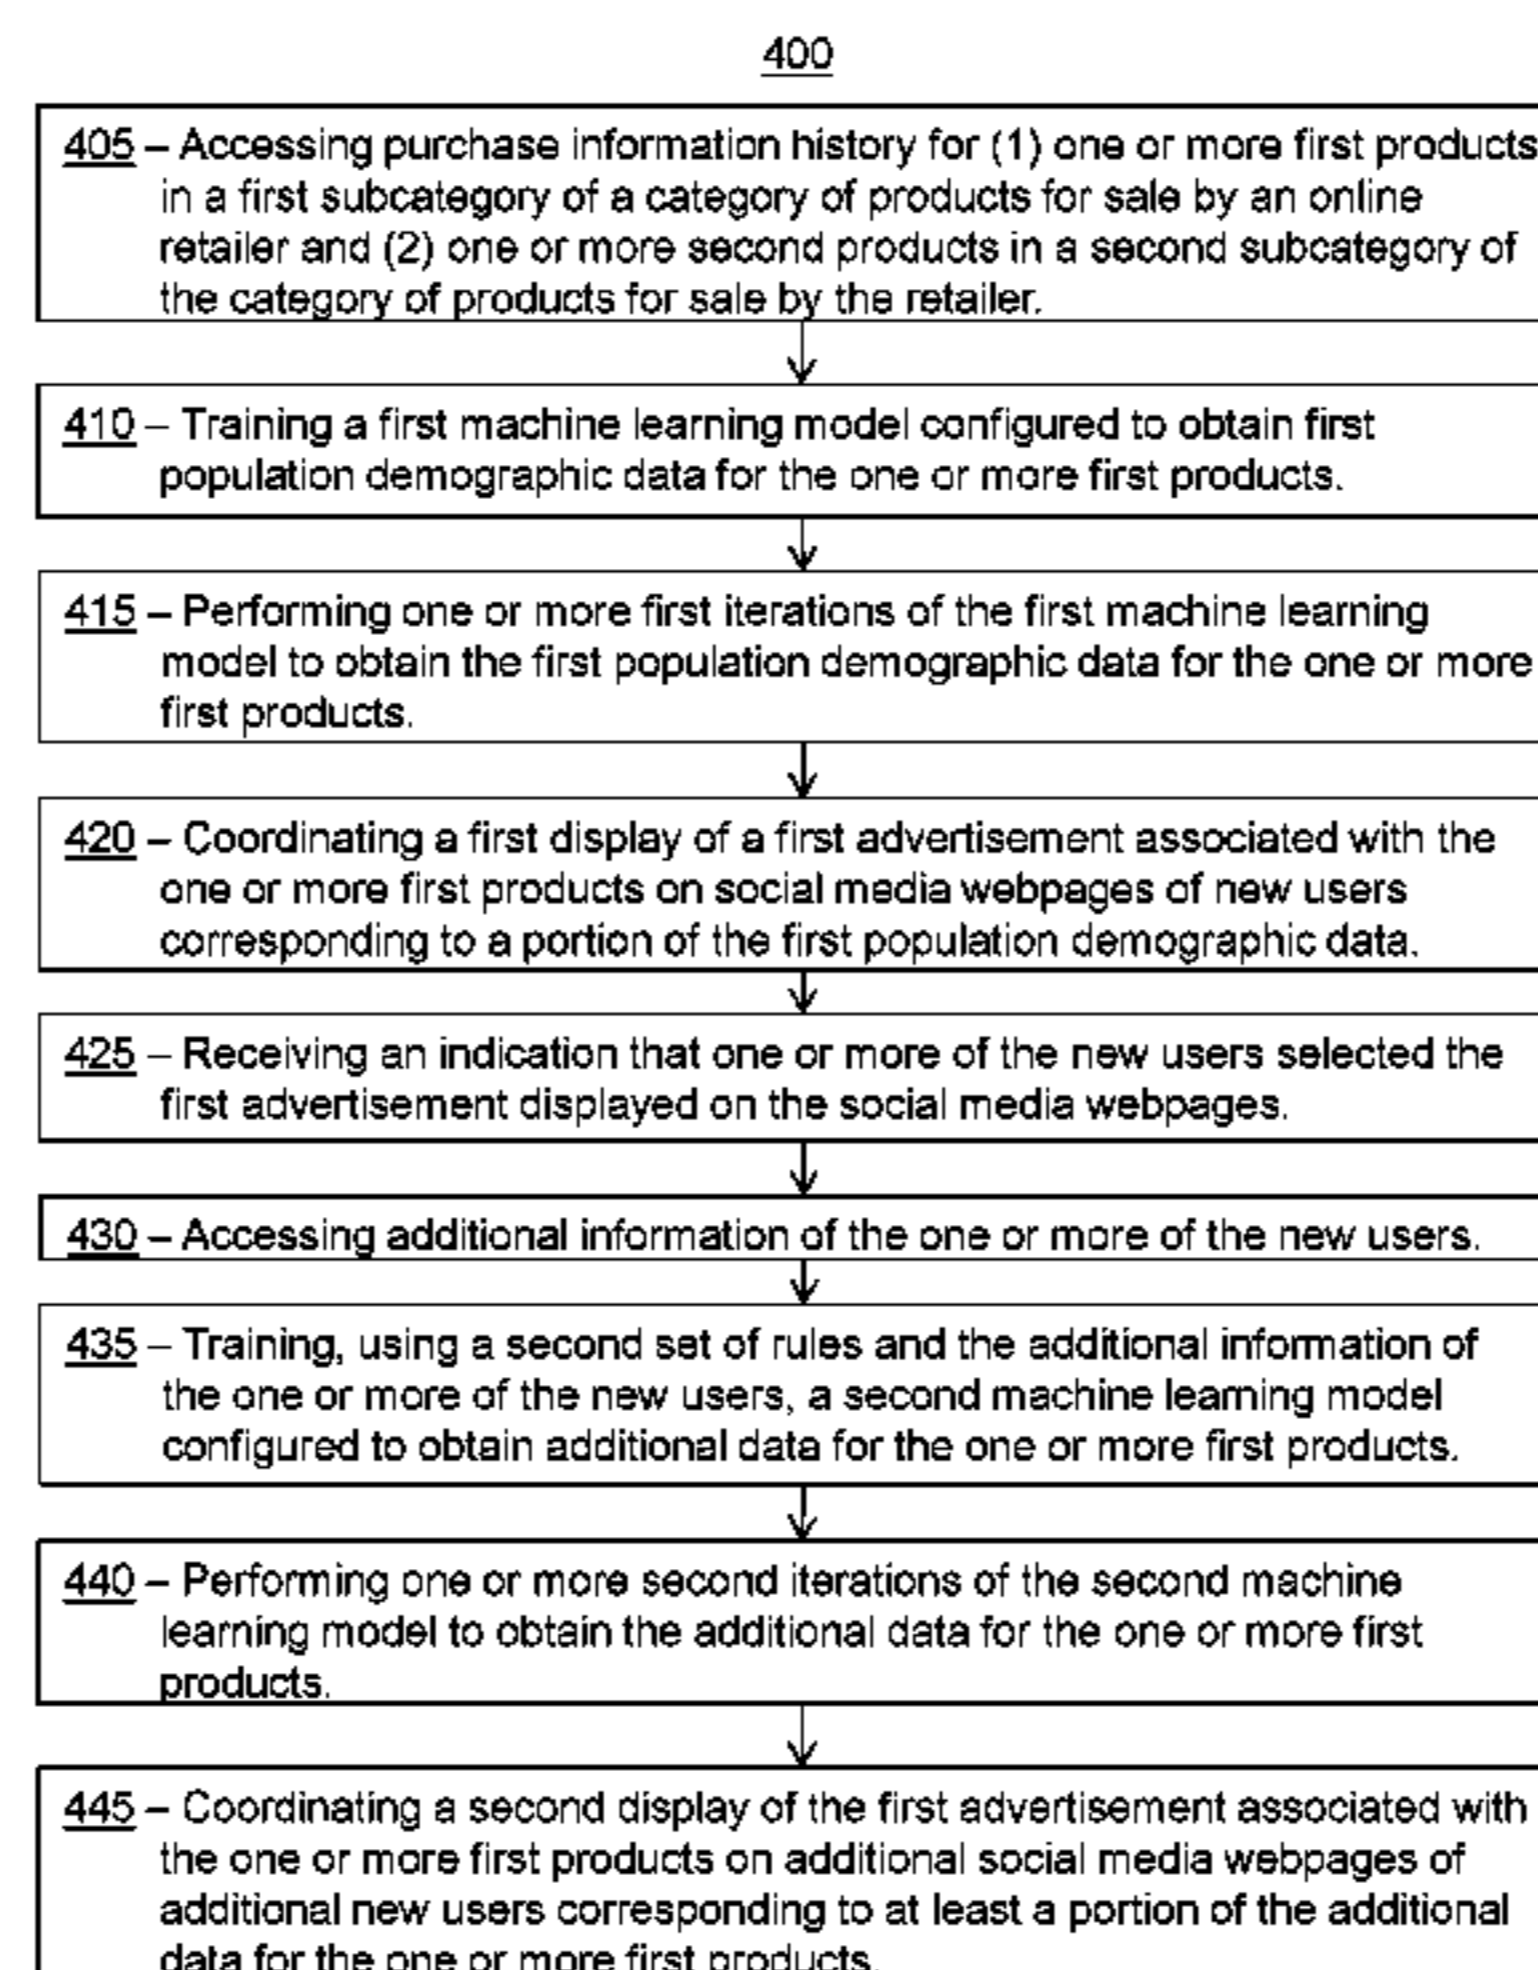 400
405 – Accessing purchase information history for (1) one or more first products
in a first subcategory of a category of products for sale by an online
retailer and (2) one or more second products in a second subcategory of
the category of products for sale by the retailer.
410 – Training a first machine learning model configured to obtain first
population demographic data for the one or more first products.
415 – Performing one or more first iterations of the first machine learning
model to obtain the first population demographic data for the one or more
first products.
420 – Coordinating a first display of a first advertisement associated with the
one or more first products on social media webpages of new users
corresponding to a portion of the first population demographic data.
425 – Receiving an indication that one or more of the new users selected the
first advertisement displayed on the social media webpages.
430 – Accessing additional information of the one or more of the new users.
435 – Training, using a second set of rules and the additional information of
the one or more of the new users, a second machine learning model
configured to obtain additional data for the one or more first products.
440 – Performing one or more second iterations of the second machine
learning model to obtain the additional data for the one or more first
products.
445 – Coordinating a second display of the first advertisement associated with
the one or more first products on additional social media webpages of
additional new users corresponding to at least a portion of the additional
data for the one or more first products.